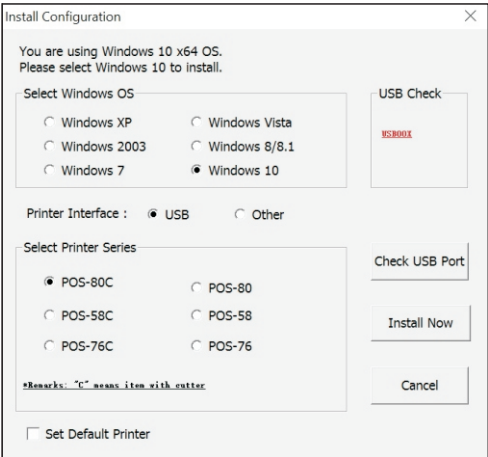 Install Configuration
You are using Windows 10 x64 OS.
Please select Windows 10 to install.
Select Windows OS
Windows XP
Windows Vista
Windows 2003
Windows 8/8.1
Windows 7
Windows 10
USB Check
USB00X
Printer Interface :
USB
Other
Select Printer Series
POS-80C
POS-80
POS-58C
POS-58
POS-76C
POS-76
*Remarks: "C" means item with cutter
Check USB Port
Install Now
Cancel
Set Default Printer